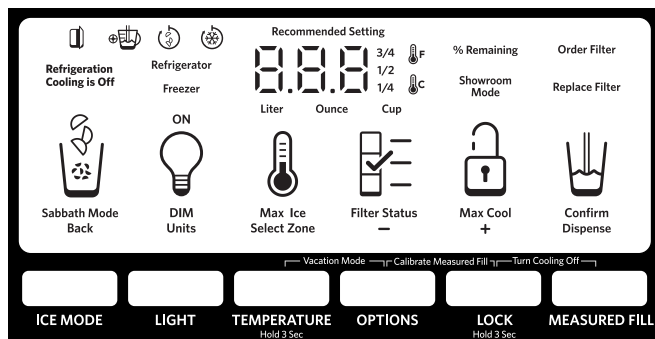 Recommended Setting
Refrigeration
Cooling is Off
Refrigerator
Freezer
8.8.8
3/4
1/2
1/4
F
C
% Remaining
Showroom
Mode
Order Filter
Replace Filter
Liter Ounce Cup
ON
Sabbath Mode
Back
DIM
Units
Max Ice
Select Zone
Filter Status
–
Max Cool
+
Confirm
Dispense
Vacation Mode
Calibrate Measured Fill
Turn Cooling Off
ICE MODE
LIGHT
TEMPERATURE
Hold 3 Sec
OPTIONS
LOCK
Hold 3 Sec
MEASURED FILL